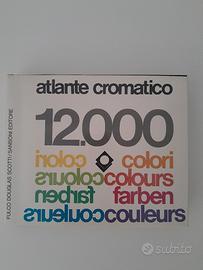 atlante cromatico
12.000
colori colori
colours colours
farben farben
couleurs couleurs
FULCO DOUGLAS SCOTTI/SANSONI EDITORE
subito